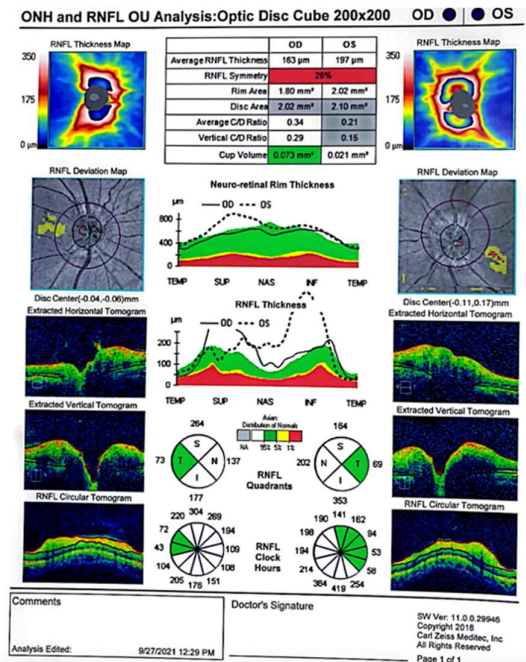 ONH and RNFL OU Analysis:Optic Disc Cube 200x200 OD OS
RNFL Thickness Map
350
175
0 μm
OD OS
Average RNFL Thickness 163 μm 197 μm
RNFL Symmetry 26%
Rim Area 1.80 mm² 2.02 mm²
Disc Area 2.02 mm² 2.10 mm²
Average C/D Ratio 0.34 0.21
Vertical C/D Ratio 0.29 0.15
Cup Volume 0.073 mm³ 0.021 mm³
RNFL Thickness Map
350
175
0 μm
RNFL Deviation Map
Disc Center(-0.04,-0.06)mm
Neuro-retinal Rim Thickness
μm OD OS
800
400
0
TEMP SUP NAS INF TEMP
RNFL Deviation Map
Disc Center(-0.11,0.17)mm
Extracted Horizontal Tomogram
RNFL Thickness
μm OD OS
200
100
0
TEMP SUP NAS INF TEMP
Extracted Horizontal Tomogram
Extracted Vertical Tomogram
Extracted Vertical Tomogram
Asian:
Distribution of Normals
NA 95% 5% 1%
264
73 T S N I 137
177
RNFL
Quadrants
164
202 N S T I 69
353
RNFL Circular Tomogram
RNFL Circular Tomogram
220 304 269
72 194
43 109
104 108
205 176 151
RNFL
Clock
Hours
190 141 162
198 94
194 53
214 58
384 419 254
Comments
Doctor's Signature
SW Ver: 11.0.0.29946
Copyright 2018
Carl Zeiss Meditec, Inc
All Rights Reserved
Page 1 of 1
Analysis Edited: 9/27/2021 12:29 PM